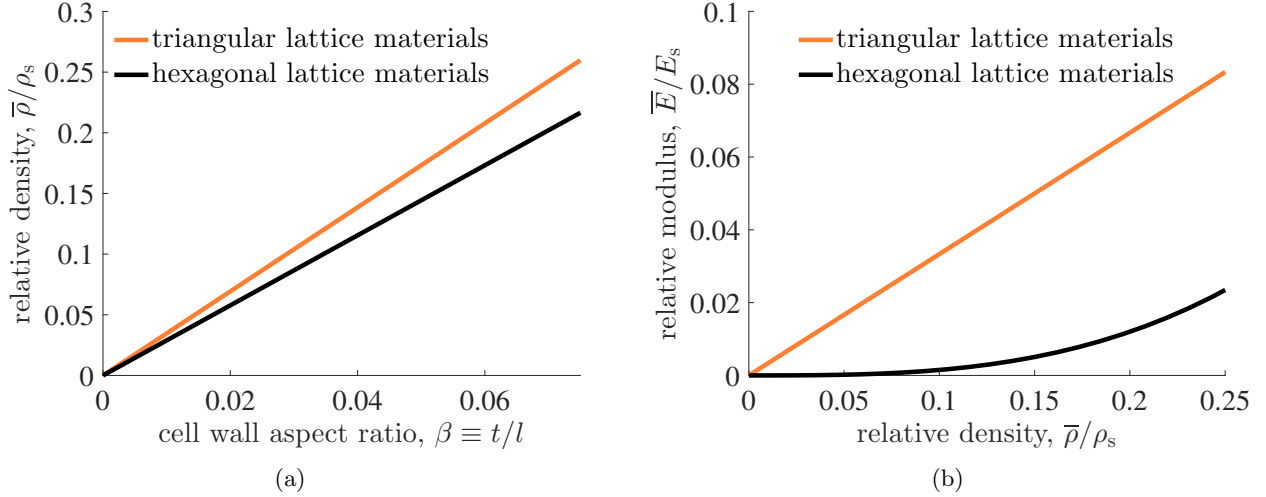 0.3
0.25
0.2
0.15
0.1
0.05
0
relative density, ρ̅/ρₛ
triangular lattice materials
hexagonal lattice materials
0 0.02 0.04 0.06
cell wall aspect ratio, β ≡ t/l
(a)
0.1
0.08
0.06
0.04
0.02
0
relative modulus, E̅/Eₛ
triangular lattice materials
hexagonal lattice materials
0 0.05 0.1 0.15 0.2 0.25
relative density, ρ̅/ρₛ
(b)